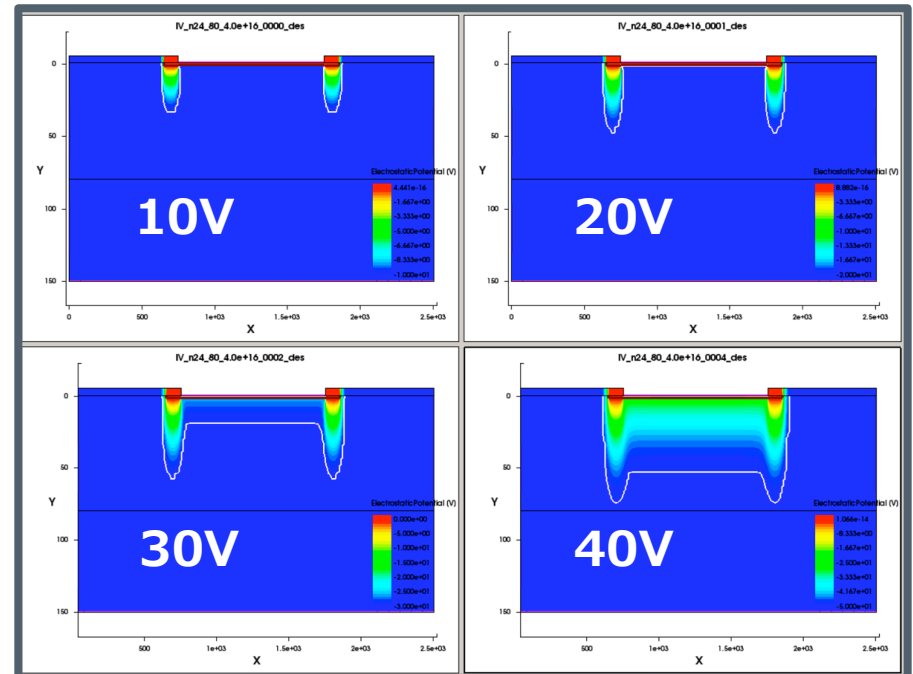 IV_n24_80_4.0e+16_0000_des
0
50
Y
100
150
ElectrostaticPotential (V)
4.441e-16
-1.667e+00
-3.333e+00
-5.000e+00
-6.667e+00
-8.333e+00
-1.000e+01
10V
0
500
1e+03
1.5e+03
2e+03
2.5e+03
X
IV_n24_80_4.0e+16_0001_des
0
50
Y
100
150
ElectrostaticPotential (V)
8.882e-16
-3.333e+00
-6.667e+00
-1.000e+01
-1.333e+01
-1.667e+01
-2.000e+01
20V
0
500
1e+03
1.5e+03
2e+03
2.5e+03
X
IV_n24_80_4.0e+16_0002_des
0
50
Y
100
150
ElectrostaticPotential (V)
0.000e+00
-5.000e+00
-1.000e+01
-1.500e+01
-2.000e+01
-2.500e+01
-3.000e+01
30V
500
1e+03
1.5e+03
2e+03
2.5e+03
X
IV_n24_80_4.0e+16_0004_des
0
50
Y
100
150
ElectrostaticPotential (V)
1.066e-14
-8.333e+00
-1.667e+01
-2.500e+01
-3.333e+01
-4.167e+01
-5.000e+01
40V
500
1e+03
1.5e+03
2e+03
2.5e+03
X